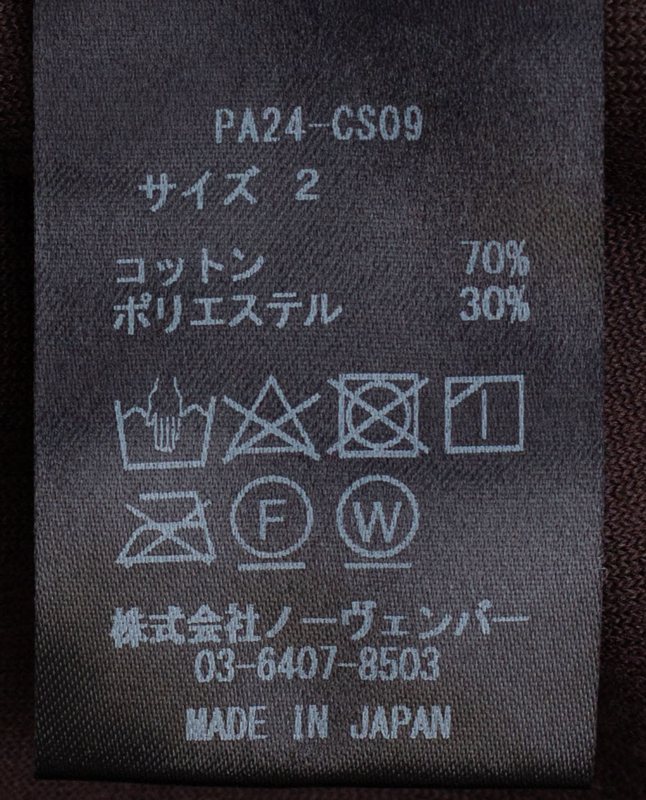 PA24-CS09
サイズ 2
コットン 70%
ポリエステル 30%
F W
株式会社ノーヴェンバー
03-6407-8503
MADE IN JAPAN